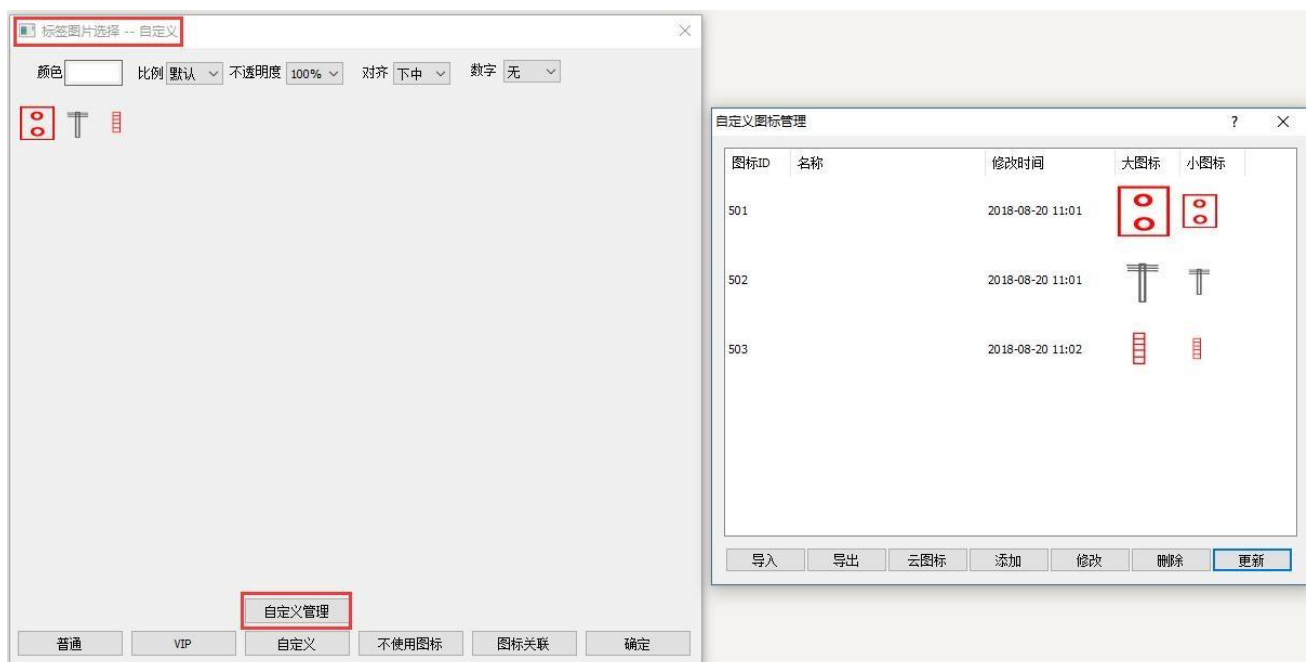 标签图片选择 -- 自定义
颜色 比例 默认 不透明度 100% 对齐 下中 数字 无
自定义管理
普通 VIP 自定义 不使用图标 图标关联 确定
自定义图标管理 ?
图标ID 名称 修改时间 大图标 小图标
501 2018-08-20 11:01
502 2018-08-20 11:01
503 2018-08-20 11:02
导入 导出 云图标 添加 修改 删除 更新